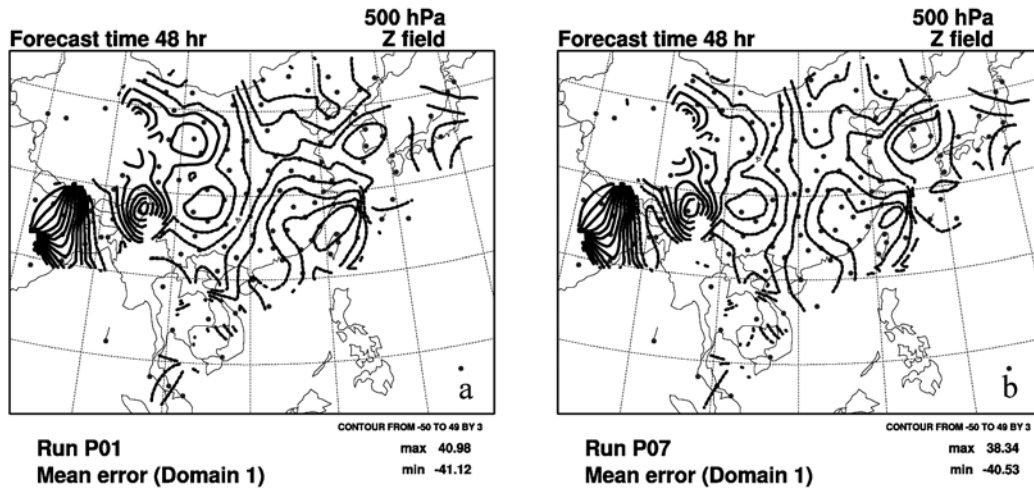 500 hPa
Forecast time 48 hr Z field
a
CONTOUR FROM -50 TO 49 BY 3
Run P01 max 40.98
Mean error (Domain 1) min -41.12
500 hPa
Forecast time 48 hr Z field
b
CONTOUR FROM -50 TO 49 BY 3
Run P07 max 38.34
Mean error (Domain 1) min -40.53